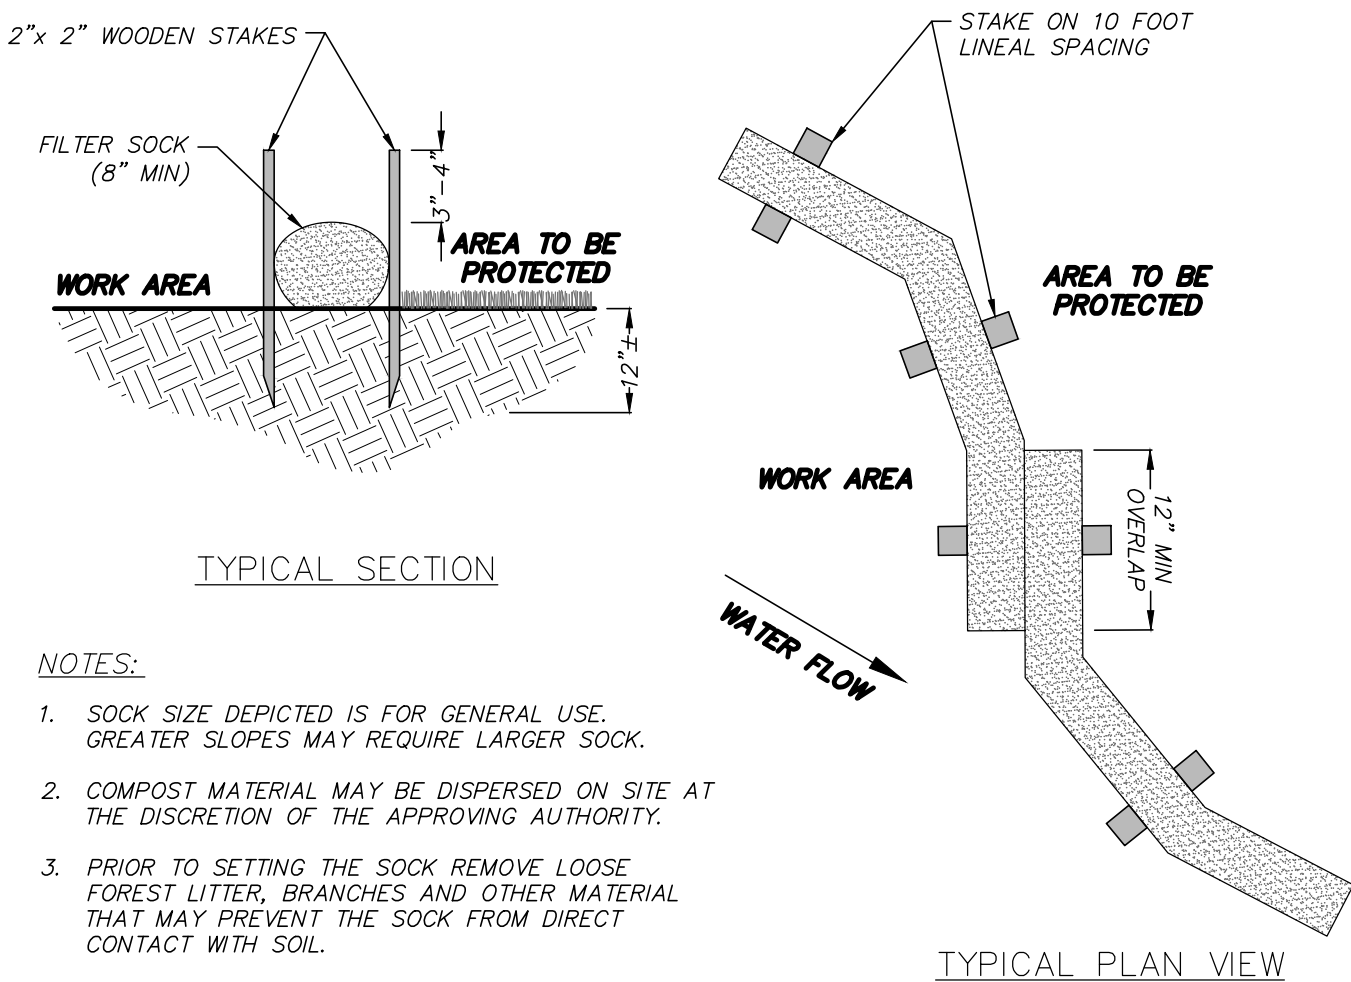 2”x 2” WOODEN STAKES
FILTER SOCK
(8” MIN)
3”-4”
AREA TO BE
PROTECTED
WORK AREA
12”±
TYPICAL SECTION
NOTES:
1. SOCK SIZE DEPICTED IS FOR GENERAL USE.
GREATER SLOPES MAY REQUIRE LARGER SOCK.
2. COMPOST MATERIAL MAY BE DISPERSED ON SITE AT
THE DISCRETION OF THE APPROVING AUTHORITY.
3. PRIOR TO SETTING THE SOCK REMOVE LOOSE
FOREST LITTER, BRANCHES AND OTHER MATERIAL
THAT MAY PREVENT THE SOCK FROM DIRECT
CONTACT WITH SOIL.
STAKE ON 10 FOOT
LINEAL SPACING
AREA TO BE
PROTECTED
WORK AREA
12” MIN
OVERLAP
WATER FLOW
TYPICAL PLAN VIEW